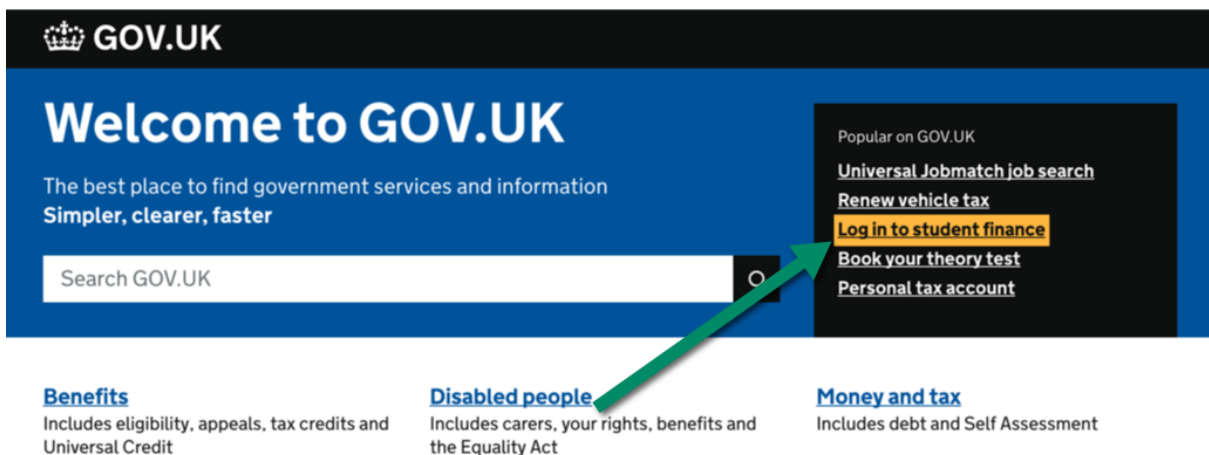 GOV.UK
Welcome to GOV.UK
The best place to find government services and information
Simpler, clearer, faster
Search GOV.UK
Popular on GOV.UK
Universal Jobmatch job search
Renew vehicle tax
Log in to student finance
Book your theory test
Personal tax account
Benefits
Includes eligibility, appeals, tax credits and
Universal Credit
Disabled people
Includes carers, your rights, benefits and
the Equality Act
Money and tax
Includes debt and Self Assessment